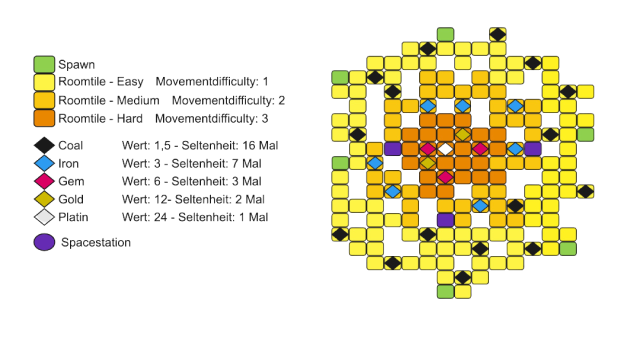 Spawn
Roomtile - Easy Movementdifficulty: 1
Roomtile - Medium Movementdifficulty: 2
Roomtile - Hard Movementdifficulty: 3
Coal Wert: 1,5 - Seltenheit: 16 Mal
Iron Wert: 3 - Seltenheit: 7 Mal
Gem Wert: 6 - Seltenheit: 3 Mal
Gold Wert: 12- Seltenheit: 2 Mal
Platin Wert: 24 - Seltenheit: 1 Mal
Spacestation